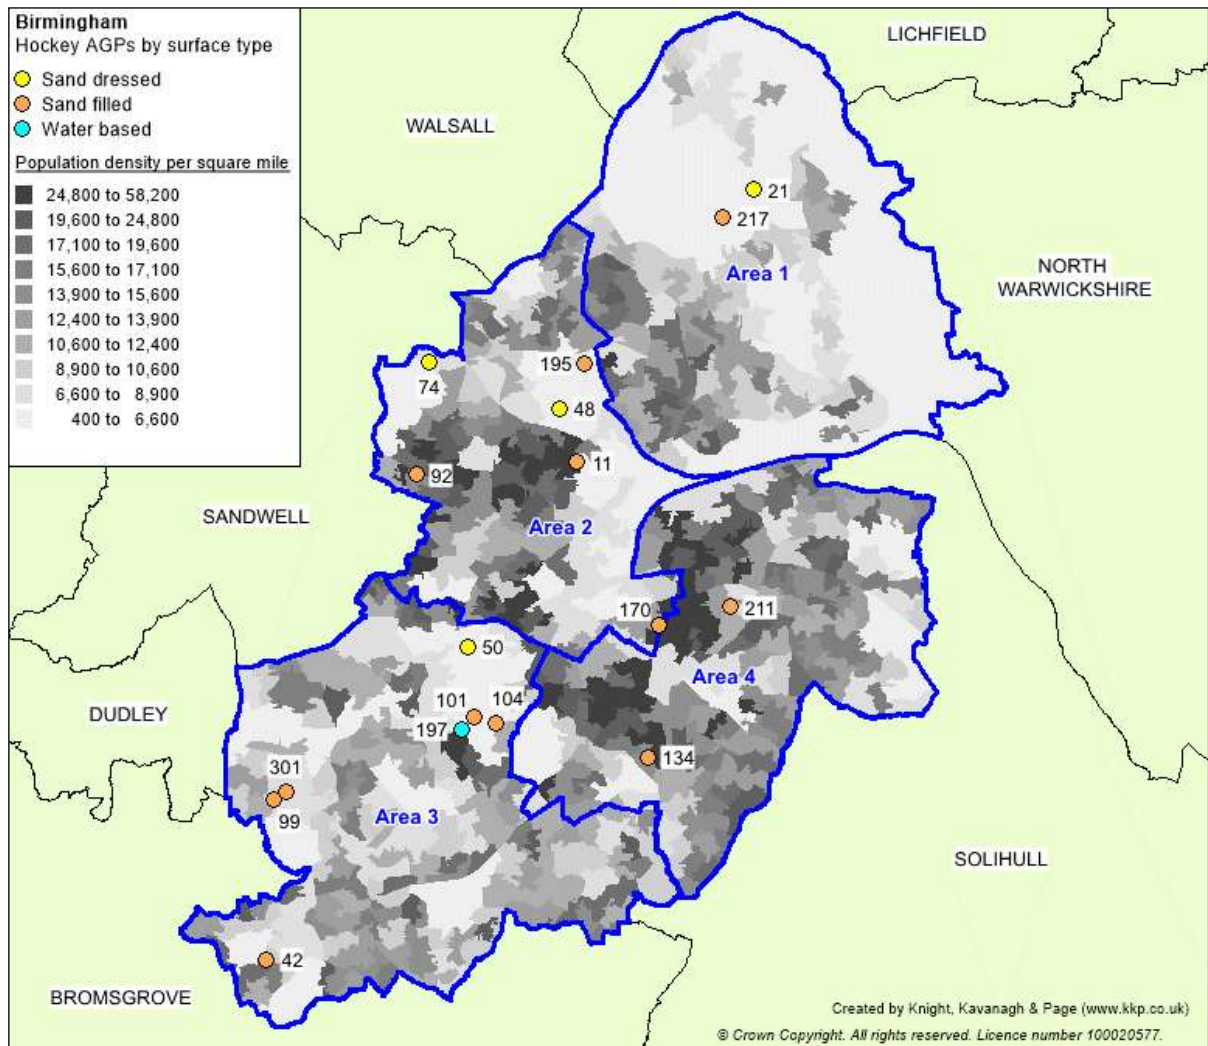 Birmingham
Hockey AGPs by surface type
Sand dressed
Sand filled
Water based
Population density per square mile
24,800 to 58,200
19,600 to 24,800
17,100 to 19,600
15,600 to 17,100
13,900 to 15,600
12,400 to 13,900
10,600 to 12,400
8,900 to 10,600
6,600 to 8,900
400 to 6,600
LICHFIELD
WALSALL
21
217
NORTH
WARWICKSHIRE
Area 1
195
74
48
11
92
SANDWELL
Area 2
170
211
50
Area 4
101
104
DUDLEY
197
134
301
Area 3
99
SOLIHULL
42
BROMSGROVE
Created by Knight, Kavanagh & Page (www.kkp.co.uk)
© Crown Copyright. All rights reserved. Licence number 100020577.